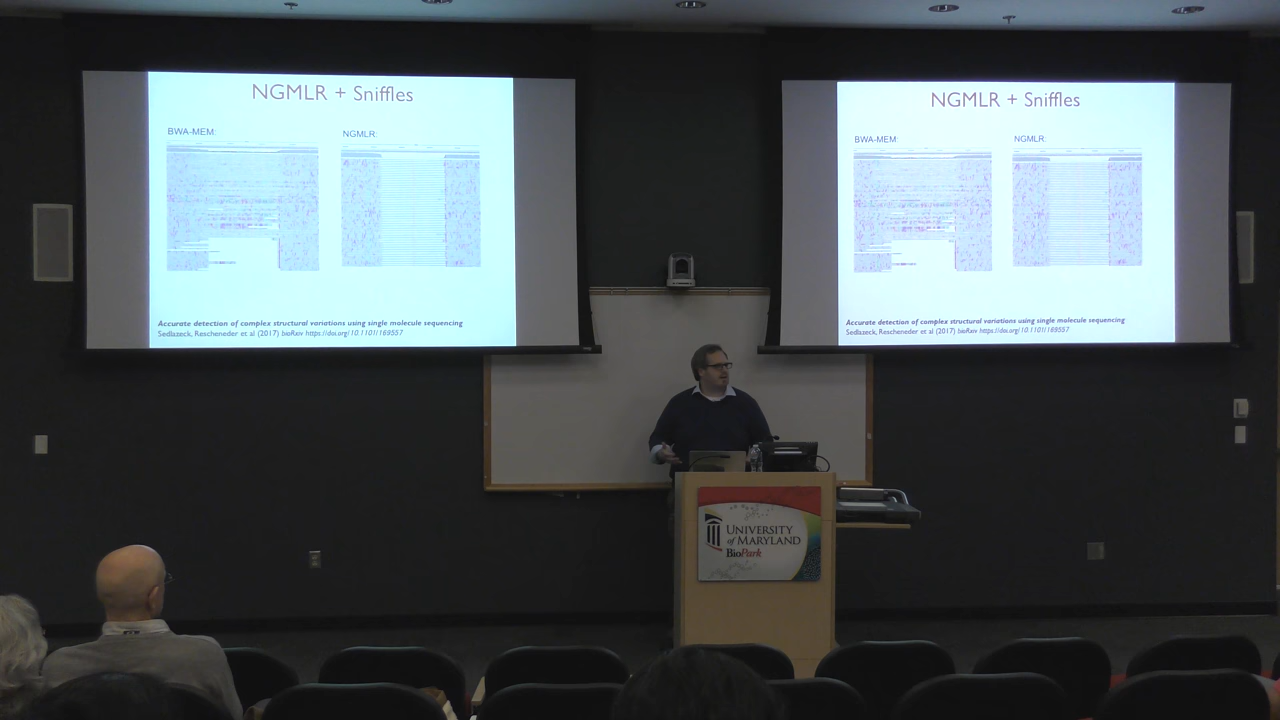 NGMLR + Sniffles
BWA-MEM:
NGMLR:
Accurate detection of complex structural variations using single molecule sequencing
Sedlazeck, Rescheneder et al (2017) bioRxiv https://doi.org/10.1101/169557
NGMLR + Sniffles
BWA-MEM:
NGMLR:
Accurate detection of complex structural variations using single molecule sequencing
Sedlazeck, Rescheneder et al (2017) bioRxiv https://doi.org/10.1101/169557
UNIVERSITY
of MARYLAND
BioPark